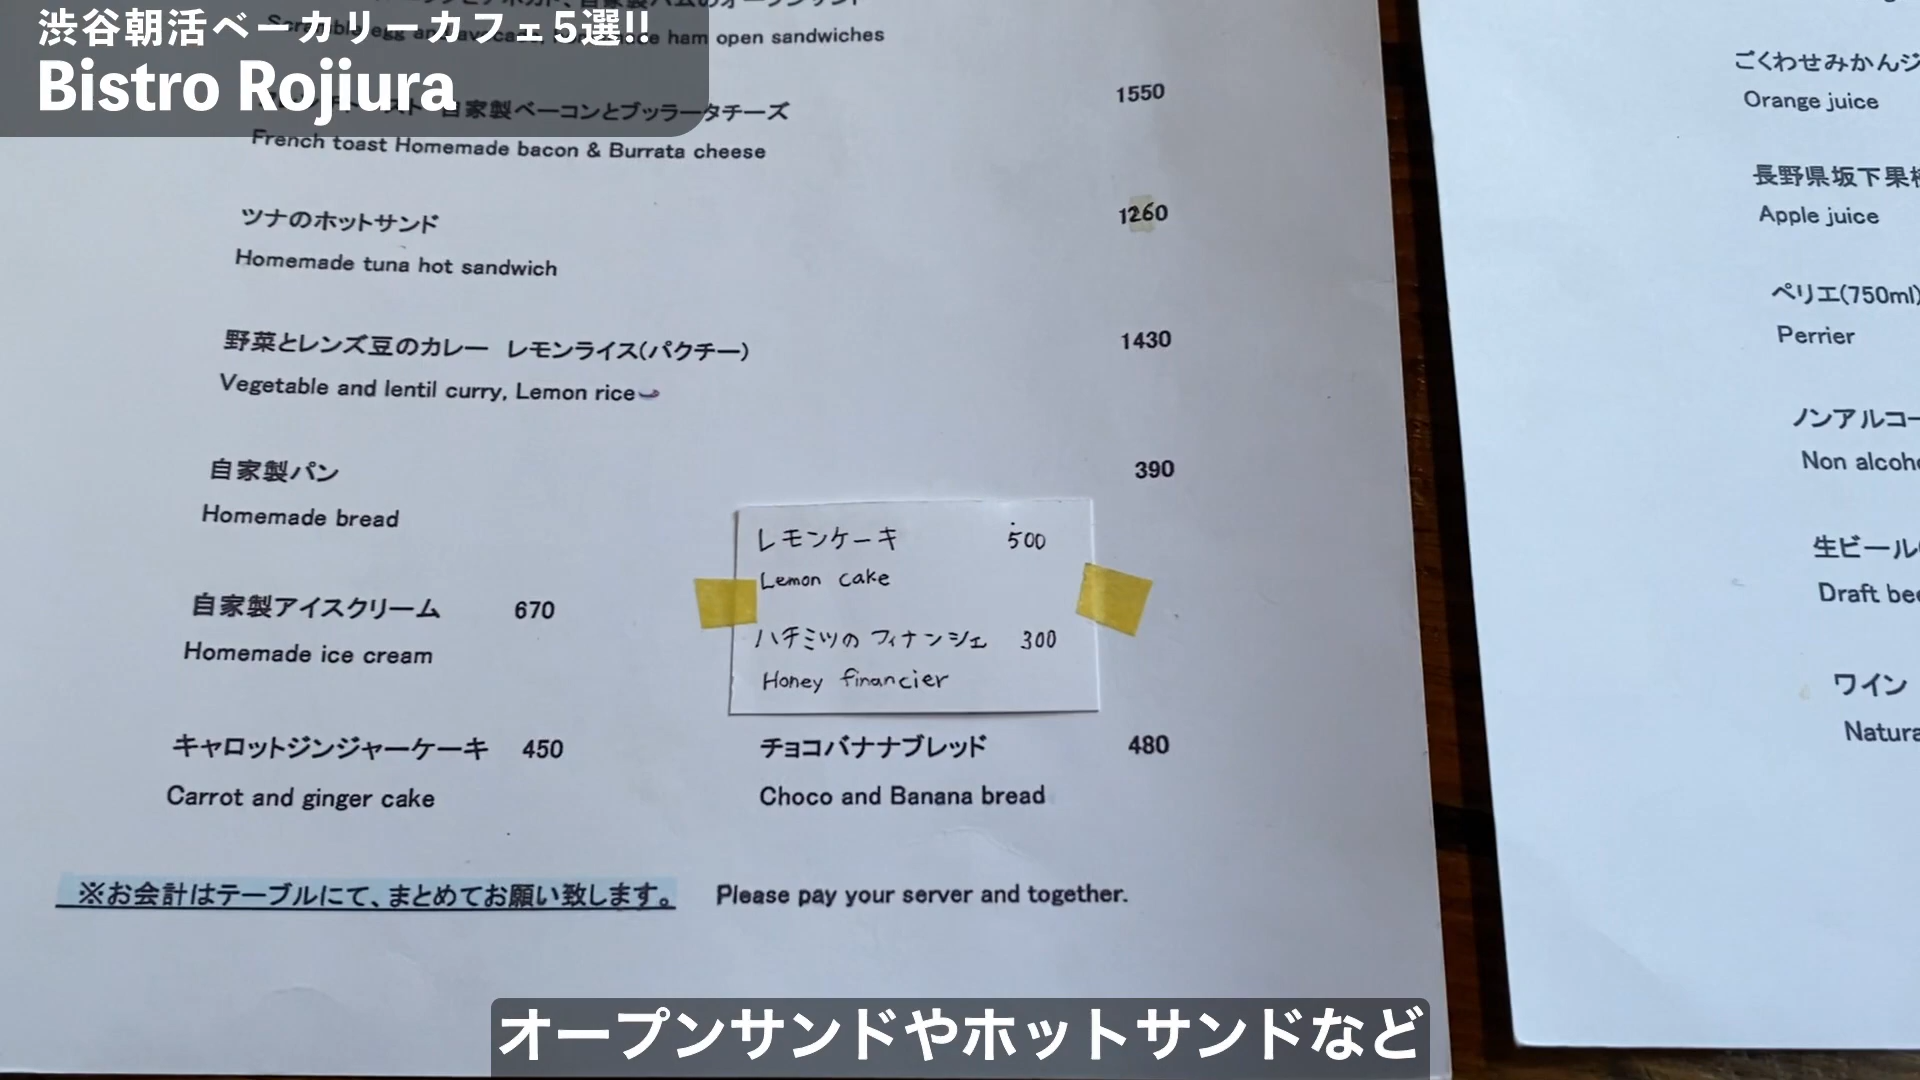 渋谷朝活ベーカリーカフェ5選!!
Bistro Rojiura
ham open sandwiches
自家製ベーコンとブッラータチーズ 1550
French toast Homemade bacon & Burrata cheese
ツナのホットサンド 1260
Homemade tuna hot sandwich
野菜とレンズ豆のカレー レモンライス(パクチー) 1430
Vegetable and lentil curry, Lemon rice
自家製パン 390
Homemade bread
レモンケーキ 500
Lemon cake
ハチミツのフィナンシェ 300
Honey financier
自家製アイスクリーム 670
Homemade ice cream
キャロットジンジャーケーキ 450
Carrot and ginger cake
チョコバナナブレッド 480
Choco and Banana bread
※お会計はテーブルにて、まとめてお願い致します。 Please pay your server and together.
ごくわせみかんジ
Orange juice
長野県坂下果
Apple juice
ペリエ(750ml)
Perrier
ノンアルコー
Non alcoh
生ビール
Draft bee
ワイン
Natura
オープンサンドやホットサンドなど